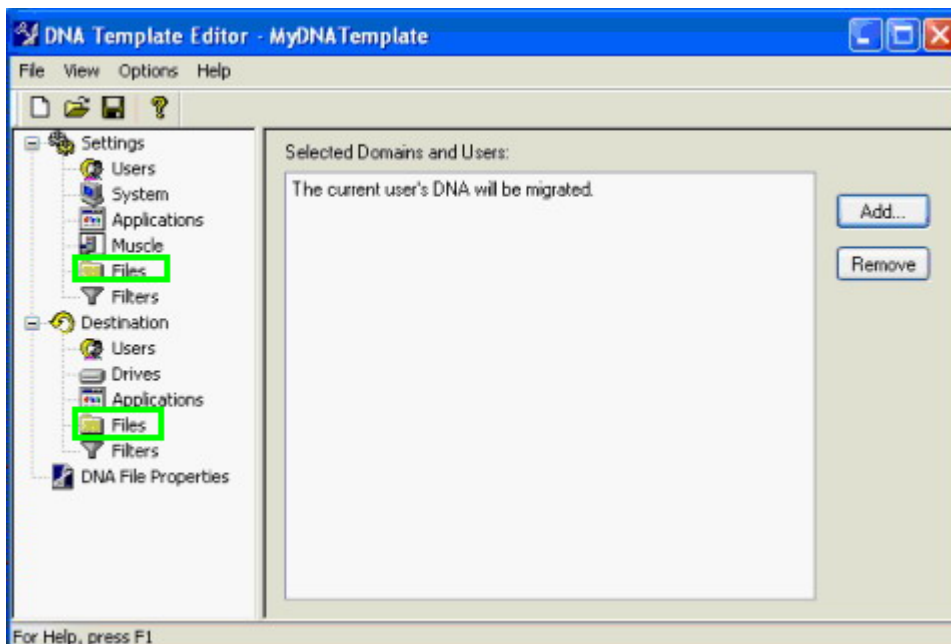 DNA Template Editor - MyDNATemplate
File View Options Help
Settings
Users
System
Applications
Muscle
Files
Filters
Destination
Users
Drives
Applications
Files
Filters
DNA File Properties
Selected Domains and Users:
The current user's DNA will be migrated.
Add...
Remove
For Help, press F1